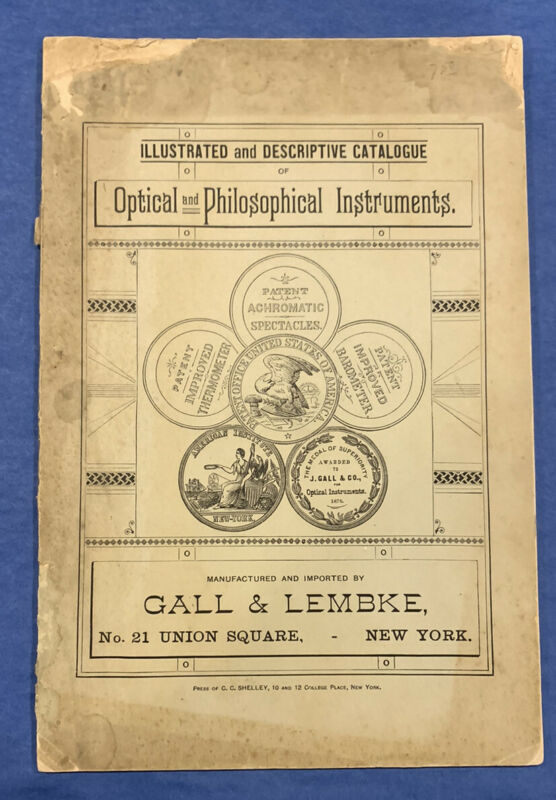 ILLUSTRATED and DESCRIPTIVE CATALOGUE
OF
Optical and Philosophical Instruments.
PATENT
ACHROMATIC
SPECTACLES.
PATENT
IMPROVED
THERMOMETER
PATENT OFFICE UNITED STATES OF AMERICA.
PATENT
IMPROVED
BAROMETER.
AMERICAN INSTITUTE
NEW-YORK.
THE MEDAL OF SUPERIORITY
AWARDED
TO
J. GALL & CO.,
FOR
Optical Instruments.
MANUFACTURED AND IMPORTED BY
GALL & LEMBKE,
No. 21 UNION SQUARE, - NEW YORK.
PRESS OF C. C. SHELLEY, 10 AND 12 COLLEGE PLACE, NEW YORK.